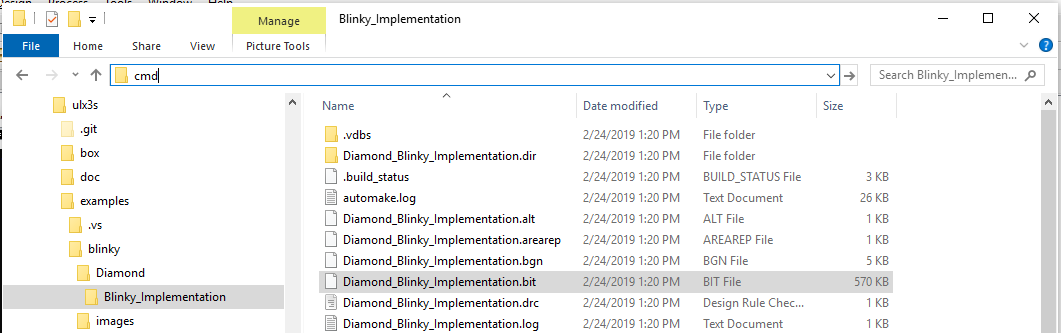 Manage Blinky_Implementation
File Home Share View Picture Tools
cmd Search Blinky_Implemen...
ulx3s
.git
box
doc
examples
.vs
blinky
Diamond
Blinky_Implementation
images
Name Date modified Type Size
.vdbs 2/24/2019 1:20 PM File folder
Diamond_Blinky_Implementation.dir 2/24/2019 1:20 PM File folder
.build_status 2/24/2019 1:20 PM BUILD_STATUS File 3 KB
automake.log 2/24/2019 1:20 PM Text Document 26 KB
Diamond_Blinky_Implementation.alt 2/24/2019 1:20 PM ALT File 1 KB
Diamond_Blinky_Implementation.arearep 2/24/2019 1:20 PM AREAREP File 1 KB
Diamond_Blinky_Implementation.bgn 2/24/2019 1:20 PM BGN File 5 KB
Diamond_Blinky_Implementation.bit 2/24/2019 1:20 PM BIT File 570 KB
Diamond_Blinky_Implementation.drc 2/24/2019 1:20 PM Design Rule Chec... 1 KB
Diamond_Blinky_Implementation.log 2/24/2019 1:20 PM Text Document 1 KB